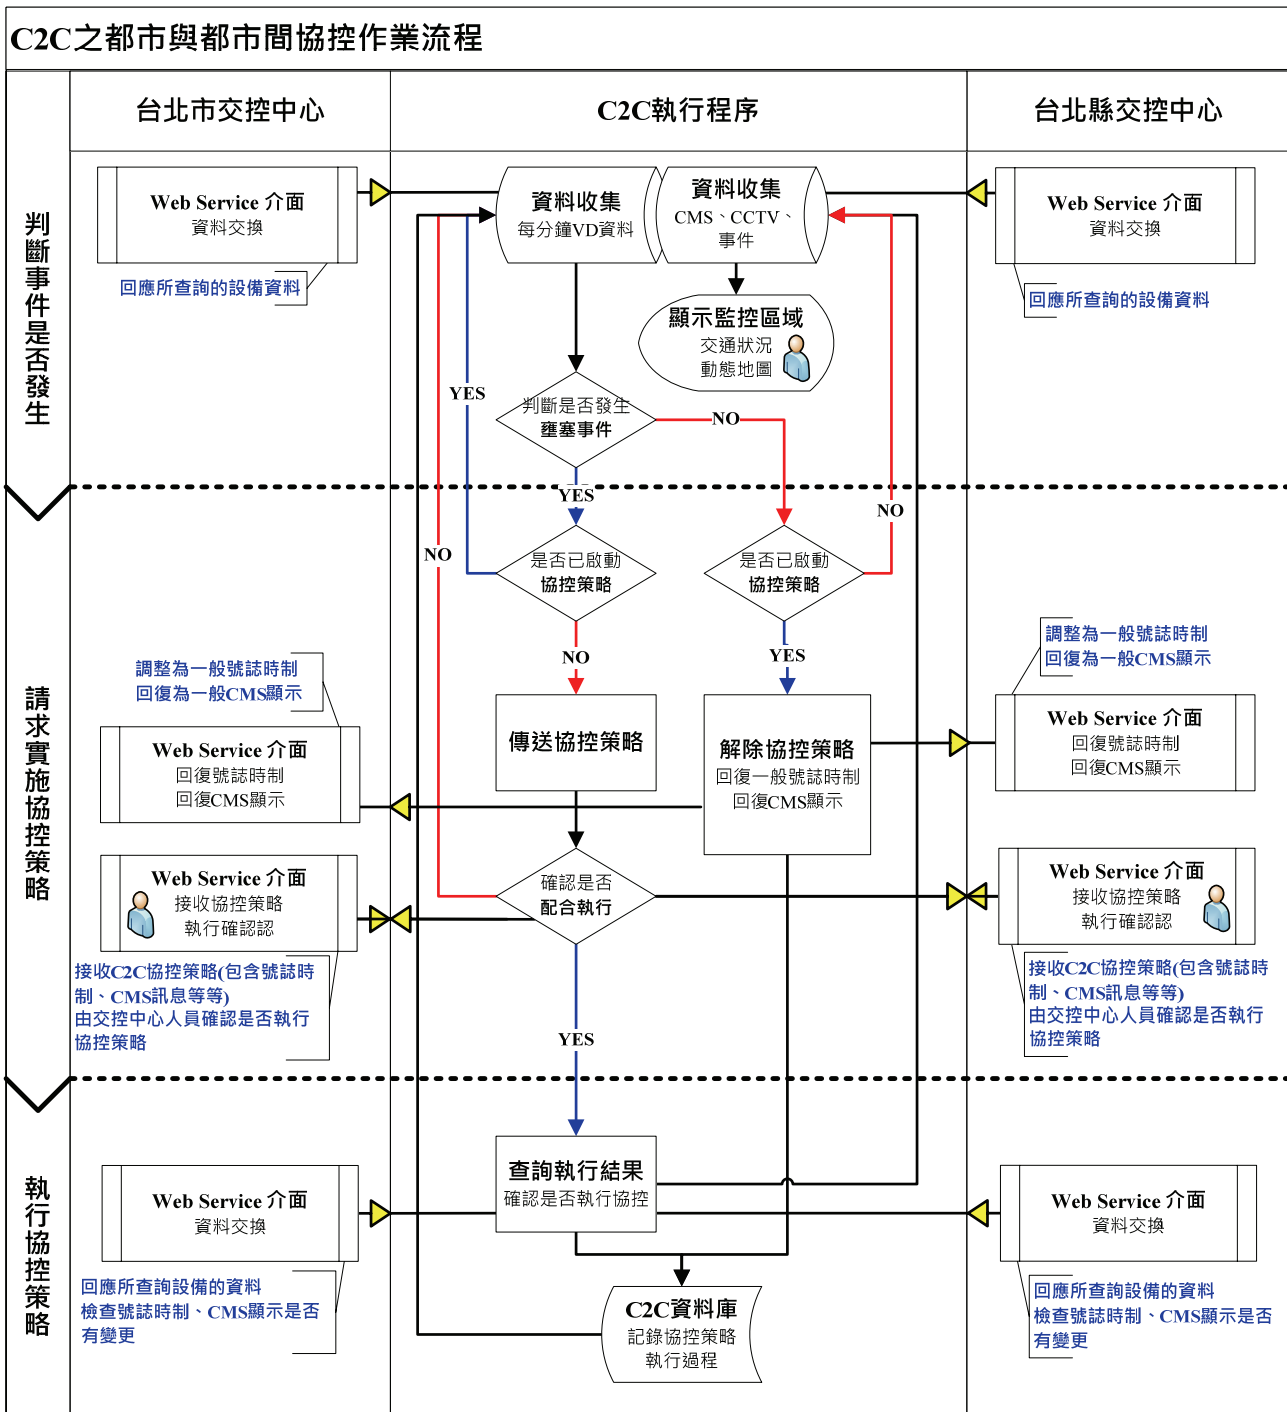 C2C之都市與都市間協控作業流程
台北市交控中心
C2C執行程序
台北縣交控中心
判斷事件是否發生
Web Service 介面
資料交換
回應所查詢的設備資料
資料收集
每分鐘VD資料
資料收集
CMS、CCTV、
事件
Web Service 介面
資料交換
回應所查詢的設備資料
顯示監控區域
交通狀況
動態地圖
YES
判斷是否發生
壅塞事件
NO
YES
NO
NO
請求實施協控策略
是否已啟動
協控策略
是否已啟動
協控策略
NO
YES
調整為一般號誌時制
回復為一般CMS顯示
Web Service 介面
回復號誌時制
回復CMS顯示
傳送協控策略
解除協控策略
回復一般號誌時制
回復CMS顯示
調整為一般號誌時制
回復為一般CMS顯示
Web Service 介面
回復號誌時制
回復CMS顯示
Web Service 介面
接收協控策略
執行確認認
接收C2C協控策略(包含號誌時
制、CMS訊息等等)
由交控中心人員確認是否執行
協控策略
確認是否
配合執行
YES
Web Service 介面
接收協控策略
執行確認認
接收C2C協控策略(包含號誌時
制、CMS訊息等等)
由交控中心人員確認是否執行
協控策略
執行協控策略
Web Service 介面
資料交換
回應所查詢設備的資料
檢查號誌時制、CMS顯示是否
有變更
查詢執行結果
確認是否執行協控
C2C資料庫
記錄協控策略
執行過程
Web Service 介面
資料交換
回應所查詢設備的資料
檢查號誌時制、CMS顯示是否
有變更